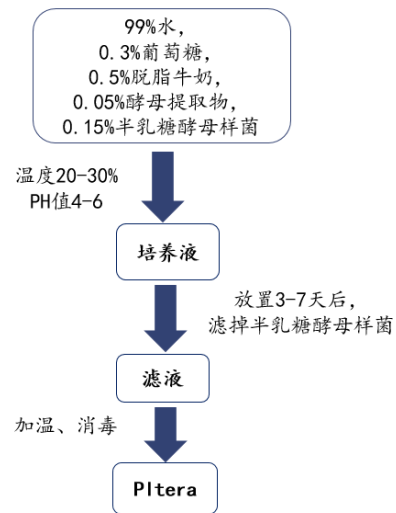 99%水,
0.3%葡萄糖,
0.5%脱脂牛奶,
0.05%酵母提取物,
0.15%半乳糖酵母样菌
温度20-30%
PH值4-6
培养液
放置3-7天后,
滤掉半乳糖酵母样菌
滤液
加温、消毒
Pltera